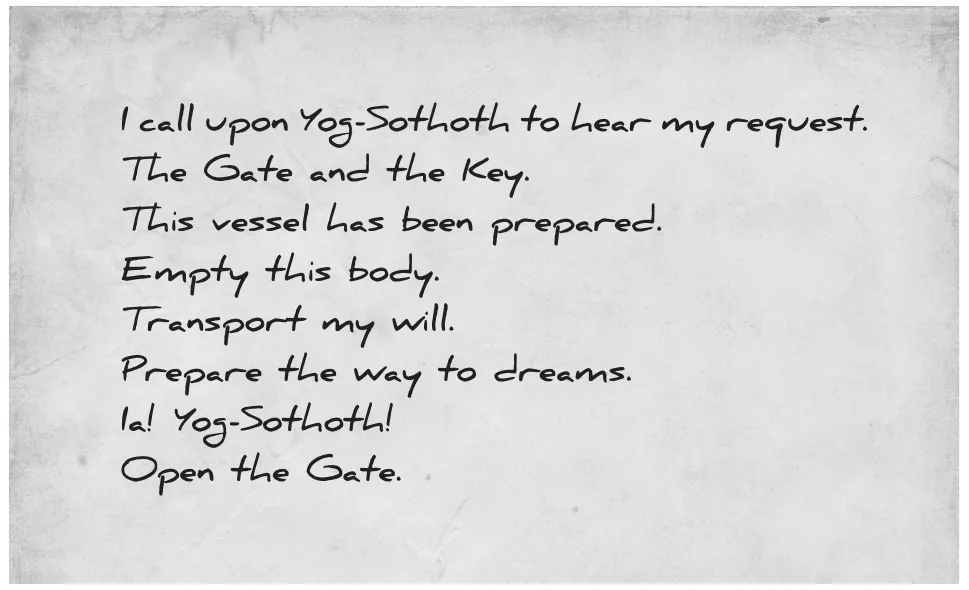 I call upon Yog-Sothoth to hear my request.
The Gate and the Key.
This vessel has been prepared.
Empty this body.
Transport my will.
Prepare the way to dreams.
Ia! Yog-Sothoth!
Open the Gate.